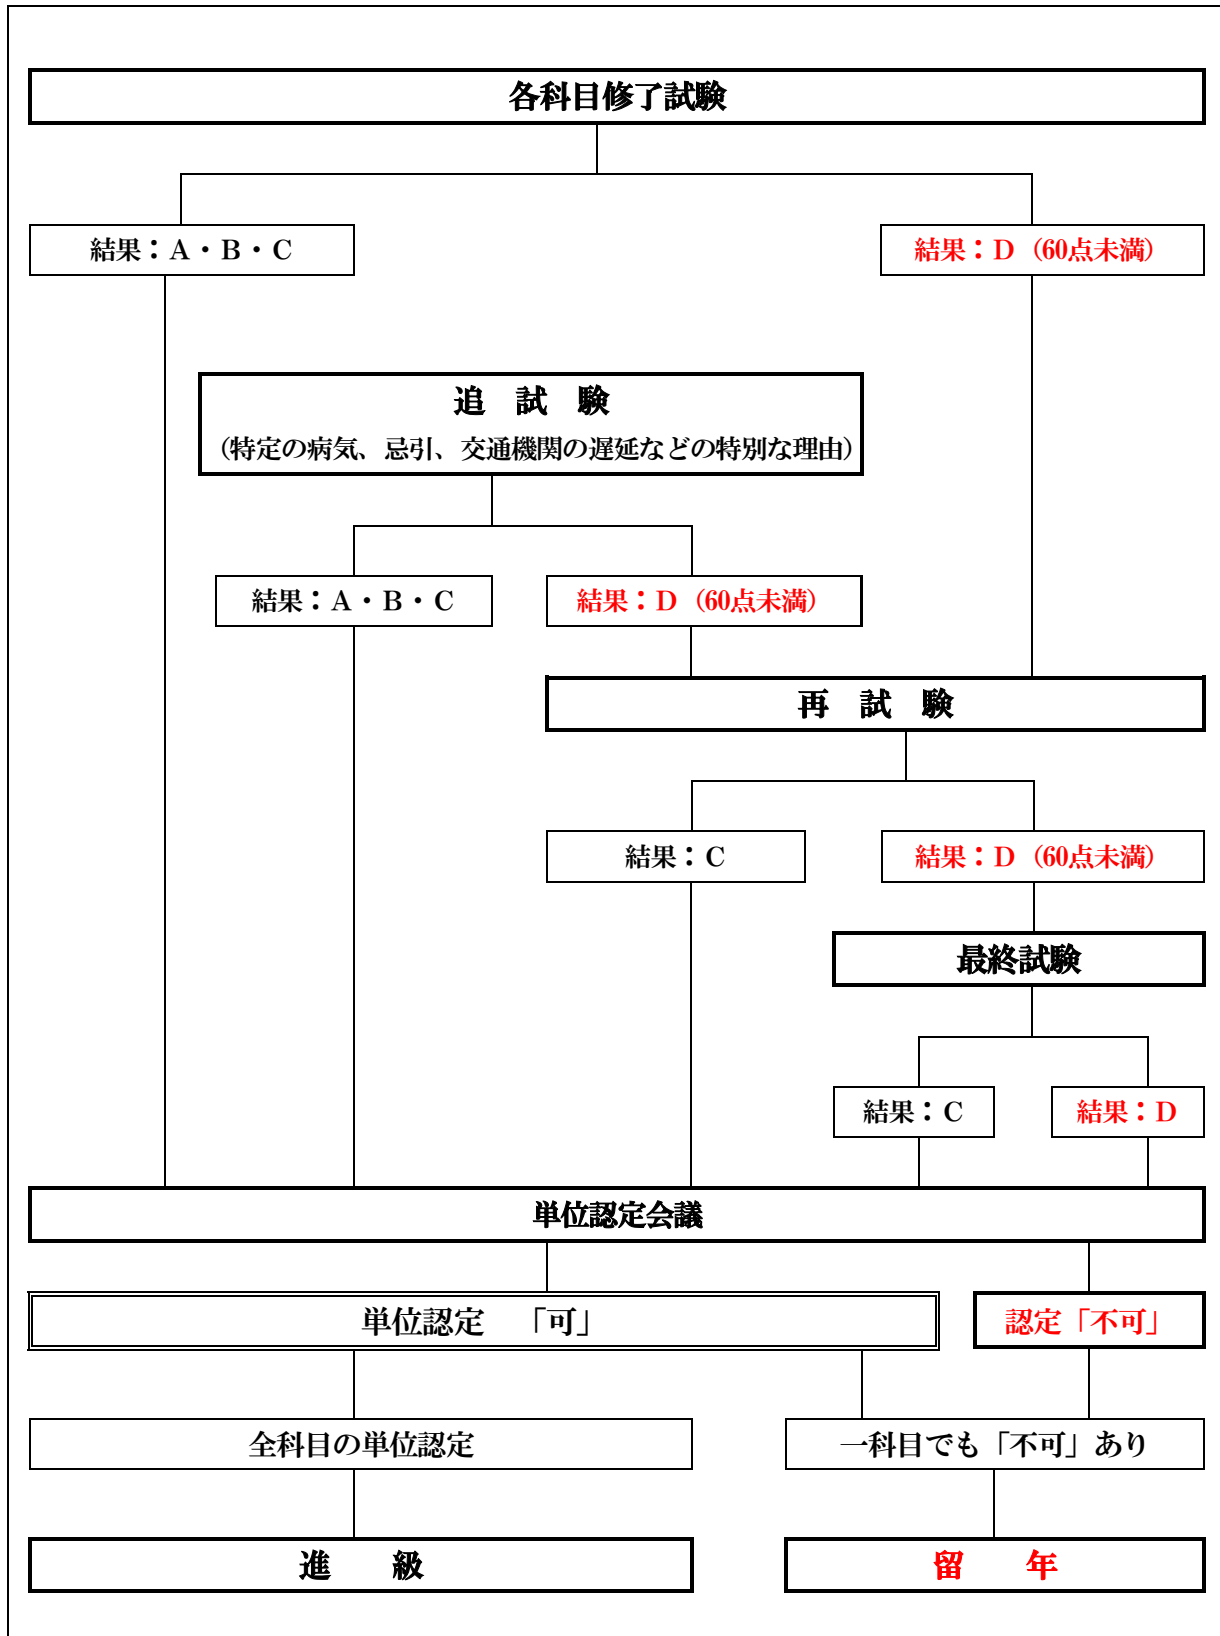 各科目修了試験
結果：Ａ・Ｂ・Ｃ
結果：Ｄ（60点未満）
追　試　験
（特定の病気、忌引、交通機関の遅延などの特別な理由）
結果：Ａ・Ｂ・Ｃ
結果：Ｄ（60点未満）
再　試　験
結果：Ｃ
結果：Ｄ（60点未満）
最終試験
結果：Ｃ
結果：Ｄ
単位認定会議
単位認定　「可」
認定「不可」
全科目の単位認定
一科目でも「不可」あり
進　　級
留　　年